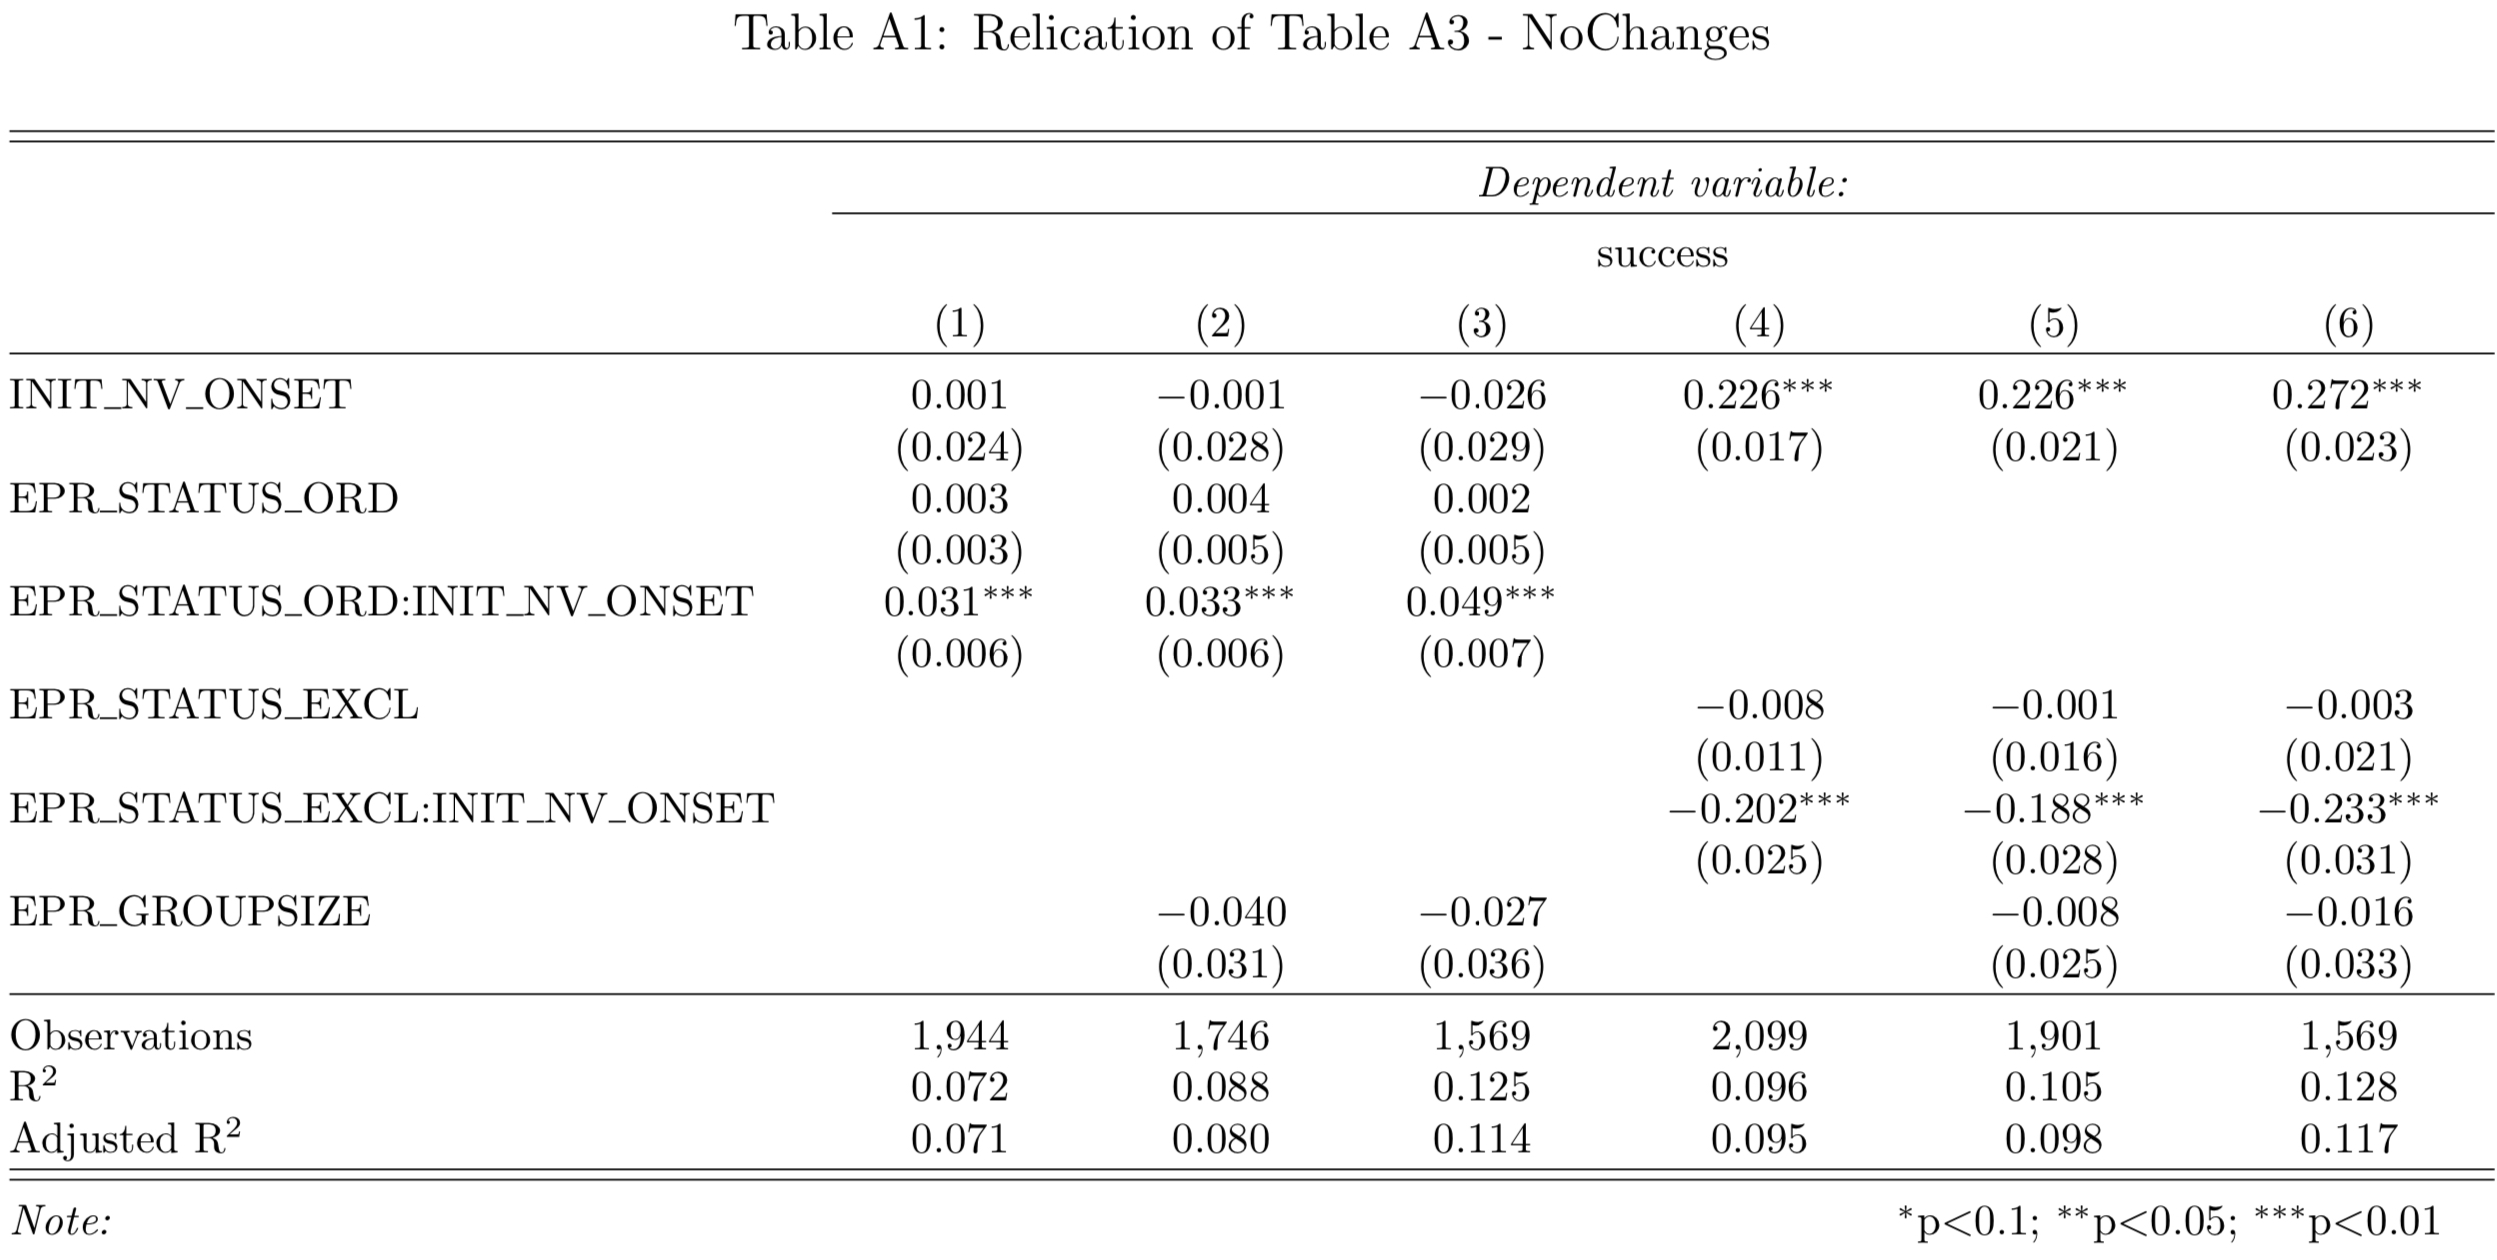 Table A1: Relication of Table A3 - NoChanges
Dependent variable:
success
(1) (2) (3) (4) (5) (6)
INIT_NV_ONSET 0.001 −0.001 −0.026 0.226*** 0.226*** 0.272***
(0.024) (0.028) (0.029) (0.017) (0.021) (0.023)
EPR_STATUS_ORD 0.003 0.004 0.002
(0.003) (0.005) (0.005)
EPR_STATUS_ORD:INIT_NV_ONSET 0.031*** 0.033*** 0.049***
(0.006) (0.006) (0.007)
EPR_STATUS_EXCL −0.008 −0.001 −0.003
(0.011) (0.016) (0.021)
EPR_STATUS_EXCL:INIT_NV_ONSET −0.202*** −0.188*** −0.233***
(0.025) (0.028) (0.031)
EPR_GROUPSIZE −0.040 −0.027 −0.008 −0.016
(0.031) (0.036) (0.025) (0.033)
Observations 1,944 1,746 1,569 2,099 1,901 1,569
R² 0.072 0.088 0.125 0.096 0.105 0.128
Adjusted R² 0.071 0.080 0.114 0.095 0.098 0.117
Note: *p<0.1; **p<0.05; ***p<0.01